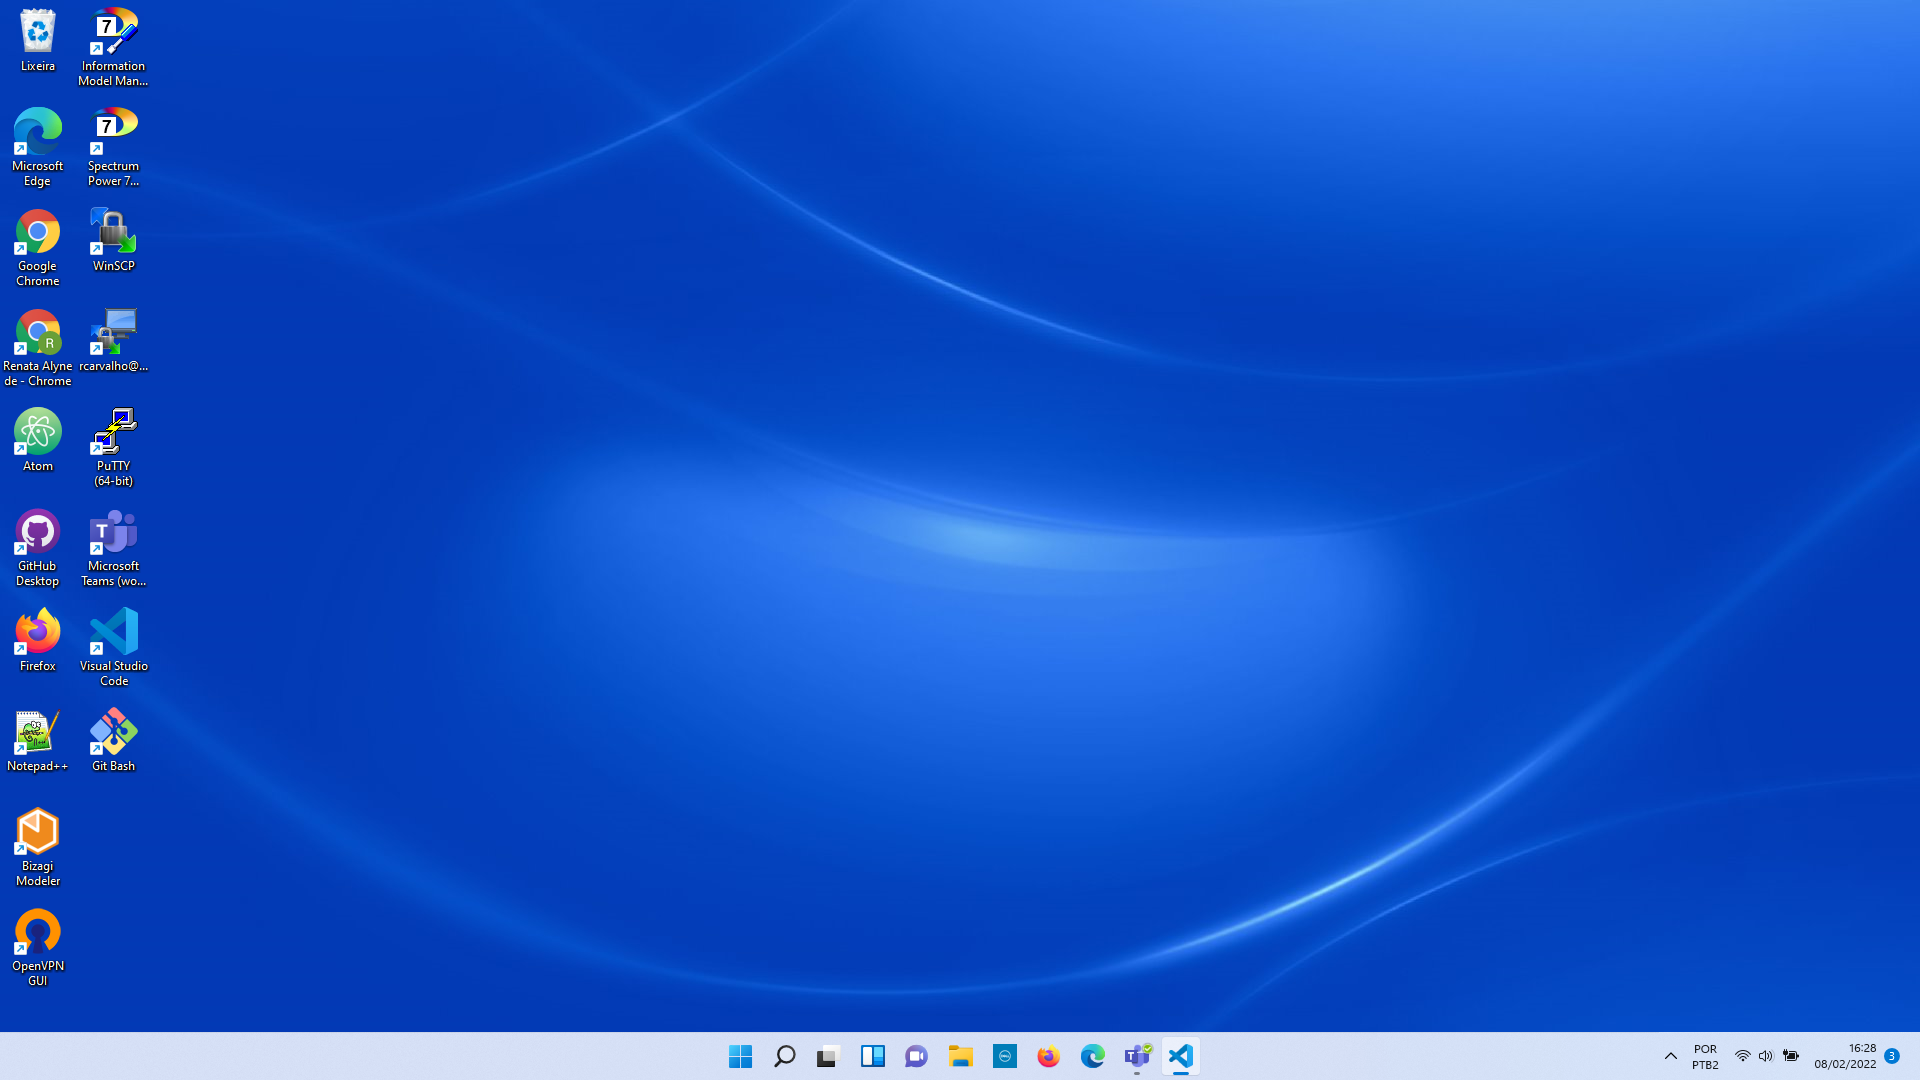 Lixeira
Information
Model Man...
Microsoft
Edge
Spectrum
Power 7...
Google
Chrome
WinSCP
R
Renata Alyne
de - Chrome
rcarvalho@...
Atom
PuTTY
(64-bit)
GitHub
Desktop
Microsoft
Teams (wo...
Firefox
Visual Studio
Code
Notepad++
Git Bash
Bizagi
Modeler
OpenVPN
GUI
POR
PTB2
16:28
08/02/2022
3